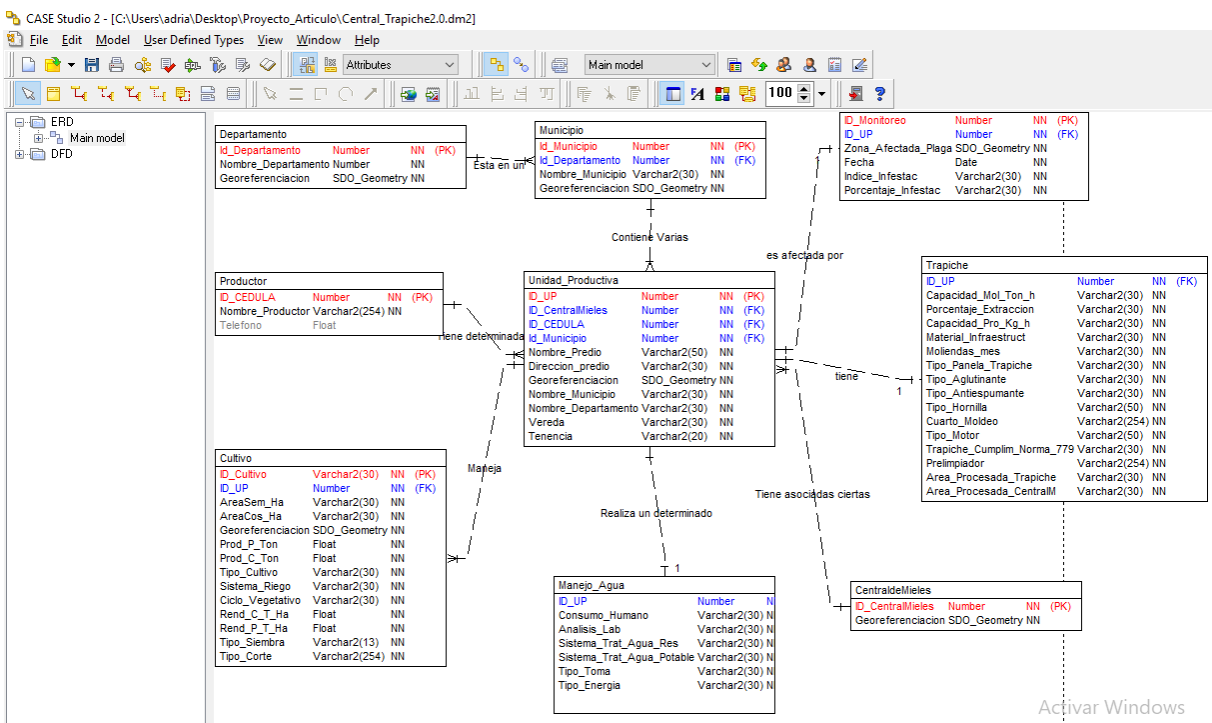 CASE Studio 2 - [C:\Users\adria\Desktop\Proyecto_Articulo\Central_Trapiche2.0.dm2]
File Edit Model User Defined Types View Window Help
Attributes
Main model
100
ERD
Main model
DFD
Departamento
Id_Departamento Number NN (PK)
Nombre_Departamento Number NN
Georeferenciacion SDO_Geometry NN
Esta en un
Municipio
Id_Municipio Number NN (PK)
Id_Departamento Number NN (FK)
Nombre_Municipio Varchar2(30) NN
Georeferenciacion SDO_Geometry NN
ID_Monitoreo Number NN (PK)
ID_UP Number NN (FK)
Zona_Afectada_Plaga SDO_Geometry NN
Fecha Date NN
Indice_Infestac Varchar2(30) NN
Porcentaje_Infestac Varchar2(30) NN
1
Contiene Varias
es afectada por
Productor
ID_CEDULA Number NN (PK)
Nombre_Productor Varchar2(254) NN
Telefono Float
Tiene determinada
Unidad_Productiva
ID_UP Number NN (PK)
ID_CentralMieles Number NN (FK)
ID_CEDULA Number NN (FK)
Id_Municipio Number NN (FK)
Nombre_Predio Varchar2(50) NN
Direccion_predio Varchar2(30) NN
Georeferenciacion SDO_Geometry NN
Nombre_Municipio Varchar2(30) NN
Nombre_Departamento Varchar2(30) NN
Vereda Varchar2(30) NN
Tenencia Varchar2(20) NN
Trapiche
ID_UP Number NN (FK)
Capacidad_Mol_Ton_h Varchar2(30) NN
Porcentaje_Extraccion Varchar2(30) NN
Capacidad_Pro_Kg_h Varchar2(30) NN
Material_Infraestruct Varchar2(30) NN
Moliendas_mes Varchar2(30) NN
Tipo_Panela_Trapiche Varchar2(30) NN
Tipo_Aglutinante Varchar2(30) NN
Tipo_Antiespumante Varchar2(30) NN
Tipo_Hornilla Varchar2(50) NN
Cuarto_Moldeo Varchar2(254) NN
Tipo_Motor Varchar2(50) NN
Trapiche_Cumplim_Norma_779 Varchar2(30) NN
Prelimpiador Varchar2(254) NN
Area_Procesada_Trapiche Varchar2(30) NN
Area_Procesada_CentralM Varchar2(30) NN
tiene
1
Cultivo
ID_Cultivo Varchar2(30) NN (PK)
ID_UP Number NN (FK)
AreaSem_Ha Varchar2(30) NN
AreaCos_Ha Varchar2(30) NN
Georeferenciacion SDO_Geometry NN
Prod_P_Ton Float NN
Prod_C_Ton Float NN
Tipo_Cultivo Varchar2(30) NN
Sistema_Riego Varchar2(30) NN
Ciclo_Vegetativo Varchar2(30) NN
Rend_C_T_Ha Float NN
Rend_P_T_Ha Float NN
Tipo_Siembra Varchar2(13) NN
Tipo_Corte Varchar2(254) NN
Maneja
Tiene asociadas ciertas
Realiza un determinado
1
Manejo_Agua
ID_UP Number N
Consumo_Humano Varchar2(30) N
Analisis_Lab Varchar2(30) N
Sistema_Trat_Agua_Res Varchar2(30) N
Sistema_Trat_Agua_Potable Varchar2(30) N
Tipo_Toma Varchar2(30) N
Tipo_Energia Varchar2(30) N
CentraldeMieles
ID_CentralMieles Number NN (PK)
Georeferenciacion SDO_Geometry NN
Activar Windows